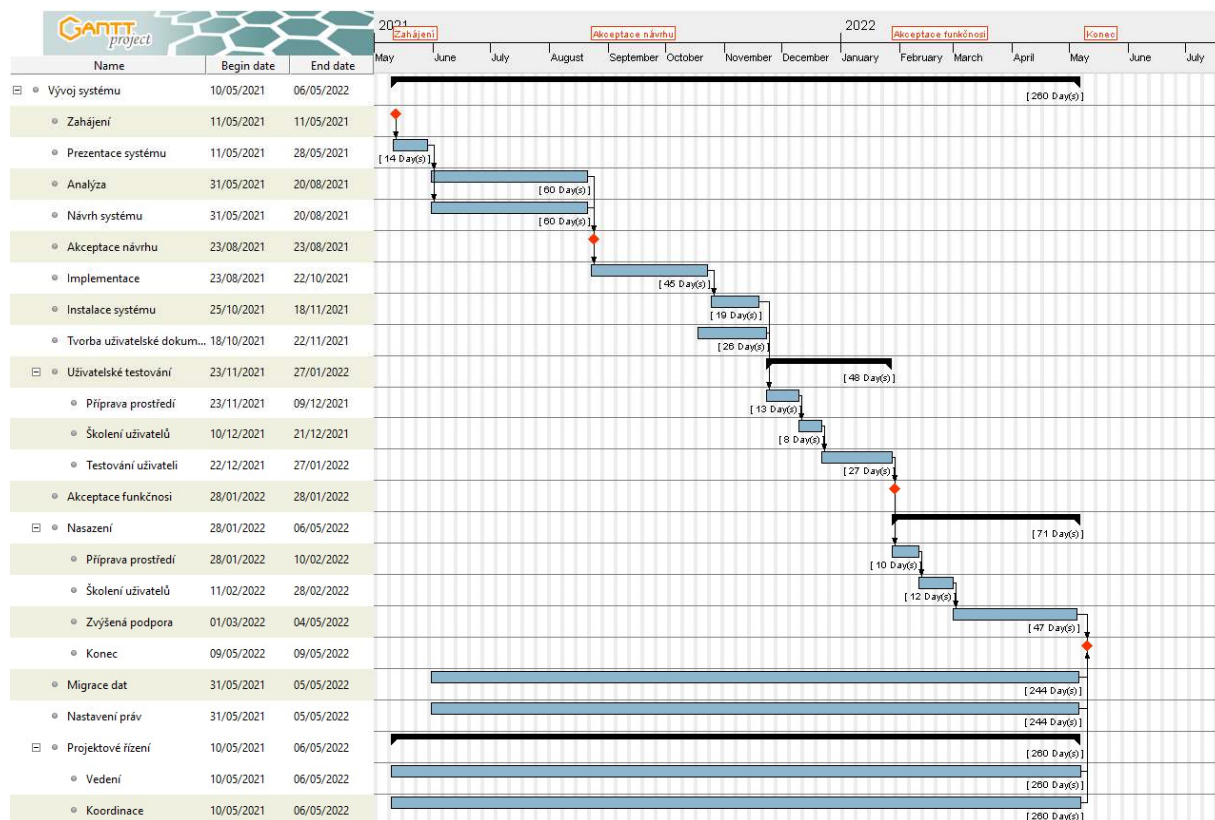 GANTT
project
2021
2022
Zahájení
Akceptace návrhu
Akceptace funkčnosi
Konec
Name Begin date End date
May June July August September October November December January February March April May June July
Vývoj systému 10/05/2021 06/05/2022
[ 260 Day(s) ]
Zahájení 11/05/2021 11/05/2021
Prezentace systému 11/05/2021 28/05/2021
[ 14 Day(s) ]
Analýza 31/05/2021 20/08/2021
[ 60 Day(s) ]
Návrh systému 31/05/2021 20/08/2021
[ 60 Day(s) ]
Akceptace návrhu 23/08/2021 23/08/2021
Implementace 23/08/2021 22/10/2021
[ 45 Day(s) ]
Instalace systému 25/10/2021 18/11/2021
[ 19 Day(s) ]
Tvorba uživatelské dokum... 18/10/2021 22/11/2021
[ 26 Day(s) ]
Uživatelské testování 23/11/2021 27/01/2022
[ 48 Day(s) ]
Příprava prostředí 23/11/2021 09/12/2021
[ 13 Day(s) ]
Školení uživatelů 10/12/2021 21/12/2021
[ 8 Day(s) ]
Testování uživateli 22/12/2021 27/01/2022
[ 27 Day(s) ]
Akceptace funkčnosi 28/01/2022 28/01/2022
Nasazení 28/01/2022 06/05/2022
[ 71 Day(s) ]
Příprava prostředí 28/01/2022 10/02/2022
[ 10 Day(s) ]
Školení uživatelů 11/02/2022 28/02/2022
[ 12 Day(s) ]
Zvýšená podpora 01/03/2022 04/05/2022
[ 47 Day(s) ]
Konec 09/05/2022 09/05/2022
Migrace dat 31/05/2021 05/05/2022
[ 244 Day(s) ]
Nastavení práv 31/05/2021 05/05/2022
[ 244 Day(s) ]
Projektové řízení 10/05/2021 06/05/2022
[ 260 Day(s) ]
Vedení 10/05/2021 06/05/2022
[ 260 Day(s) ]
Koordinace 10/05/2021 06/05/2022
[ 260 Day(s) ]